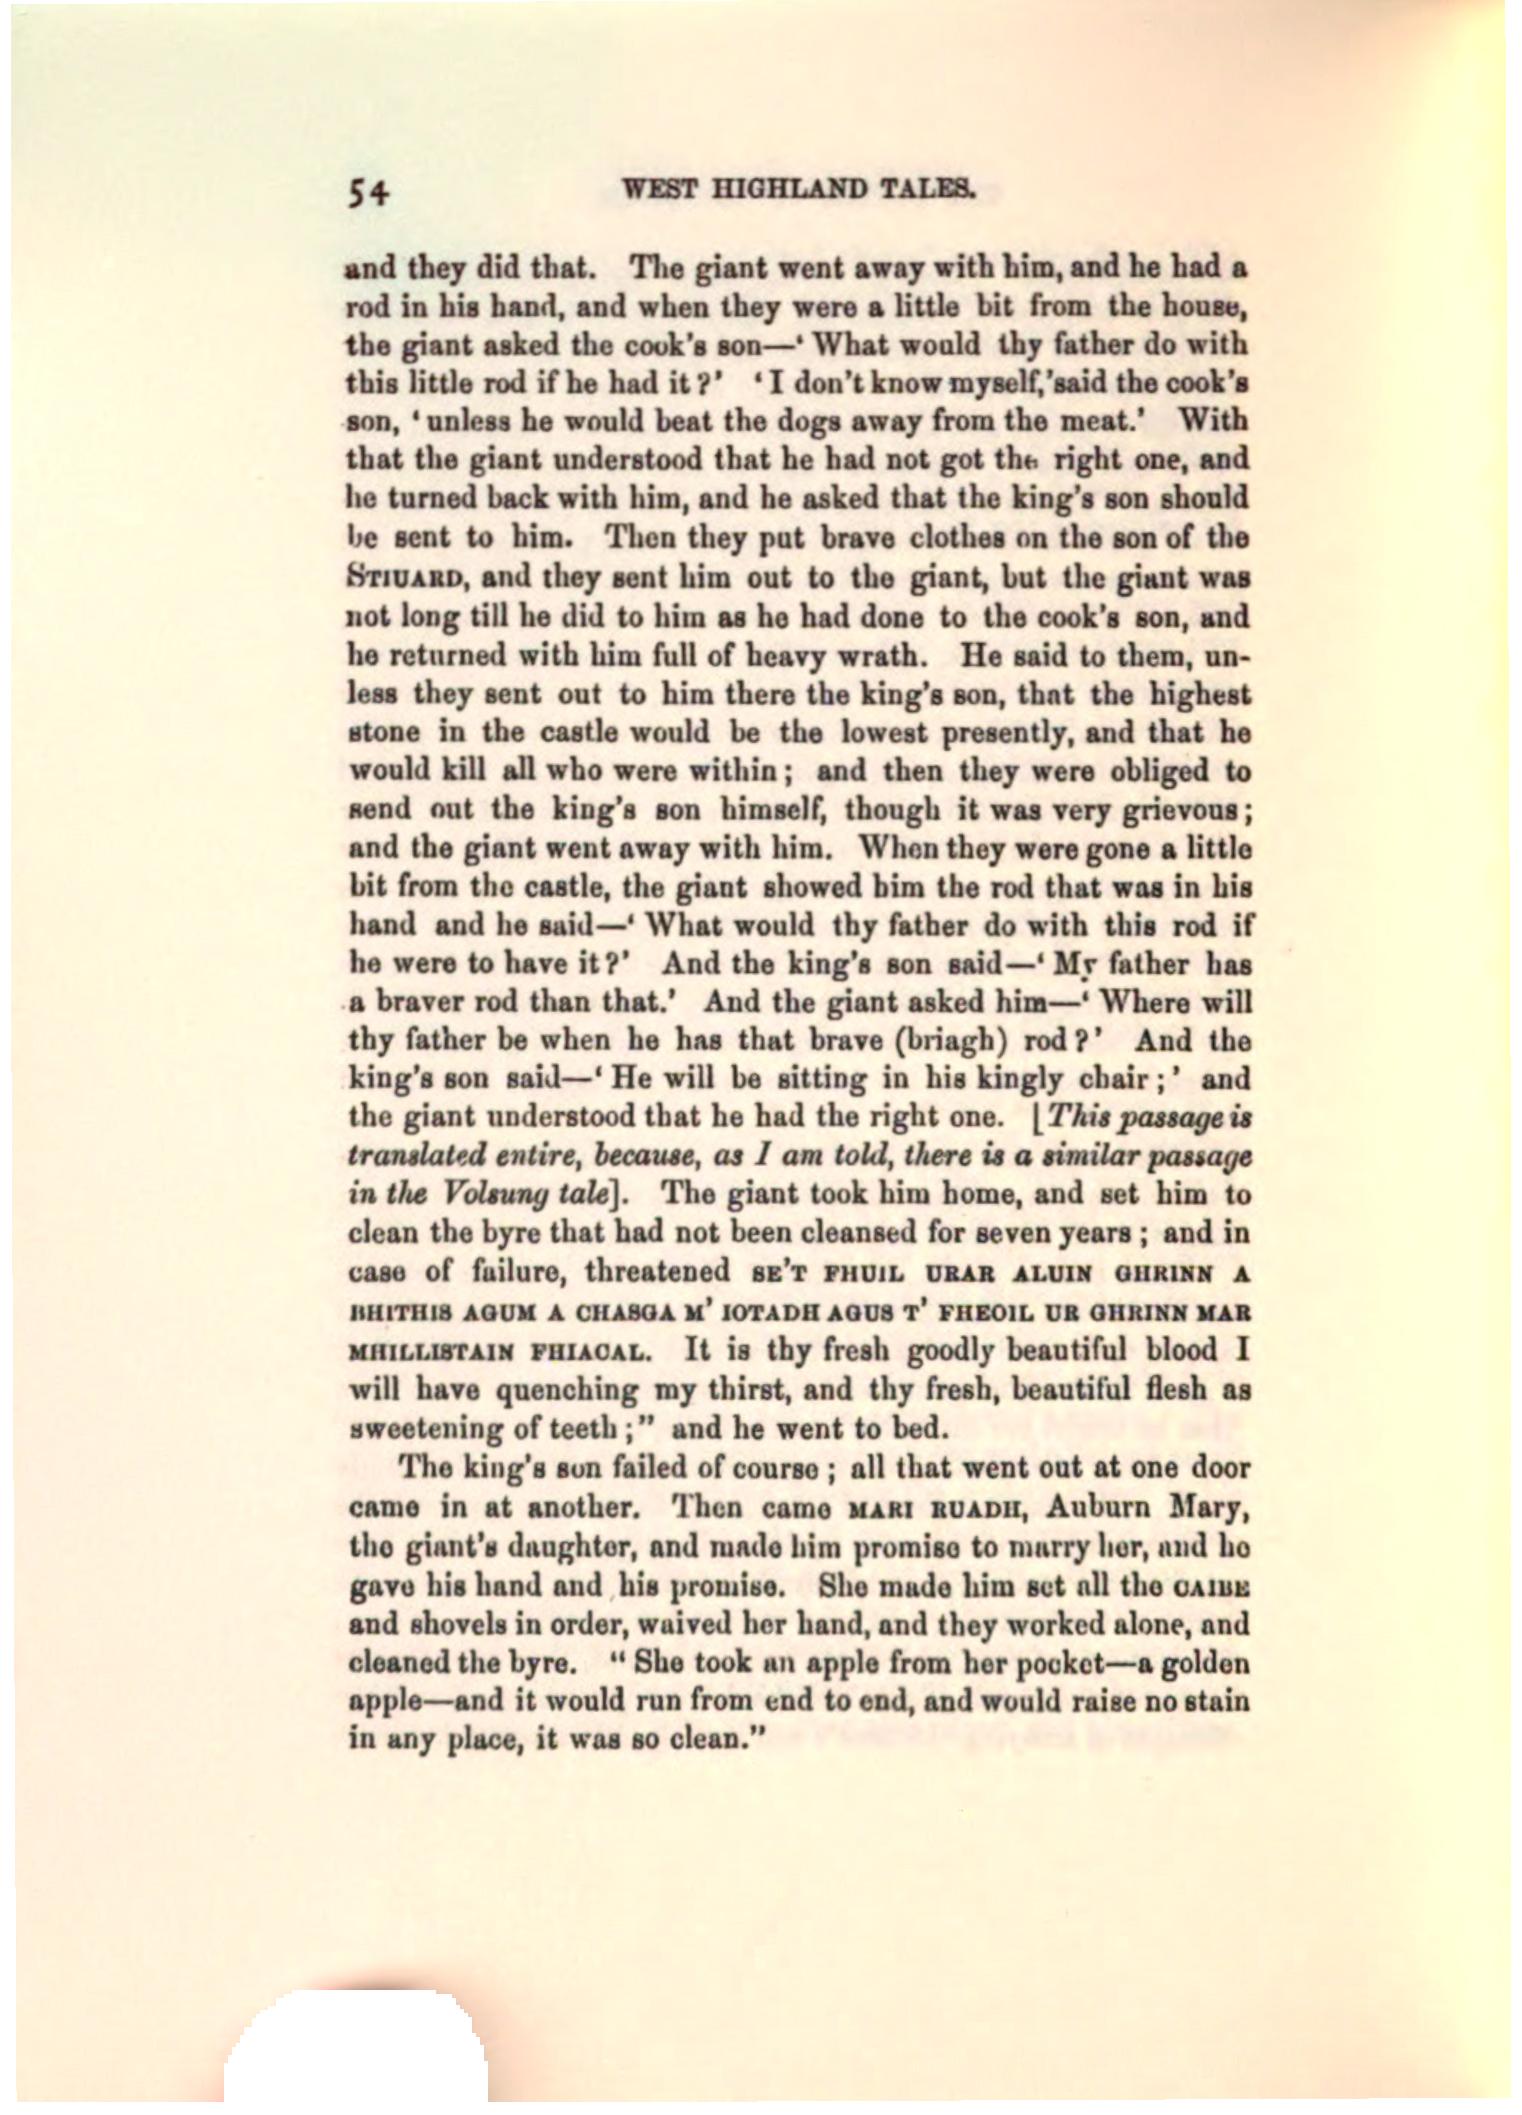 54 WEST HIGHLAND TALES.
and they did that. The giant went away with him, and he had a
rod in his hand, and when they were a little bit from the house,
the giant asked the cook's son—‘ What would thy father do with
this little rod if he had it ?’ ‘ I don't know myself,’said the cook's
son, ‘ unless he would beat the dogs away from the meat.’ With
that the giant understood that he had not got the right one, and
he turned back with him, and he asked that the king's son should
be sent to him. Then they put brave clothes on the son of the
STIUARD, and they sent him out to the giant, but the giant was
not long till he did to him as he had done to the cook's son, and
he returned with him full of heavy wrath. He said to them, un-
less they sent out to him there the king's son, that the highest
stone in the castle would be the lowest presently, and that he
would kill all who were within ; and then they were obliged to
send out the king's son himself, though it was very grievous ;
and the giant went away with him. When they were gone a little
bit from the castle, the giant showed him the rod that was in his
hand and he said—‘ What would thy father do with this rod if
he were to have it ?’ And the king's son said—‘ My father has
a braver rod than that.’ And the giant asked him—‘ Where will
thy father be when he has that brave (briagh) rod ?’ And the
king's son said—‘ He will be sitting in his kingly chair ;’ and
the giant understood that he had the right one. [This passage is
translated entire, because, as I am told, there is a similar passage
in the Volsung tale]. The giant took him home, and set him to
clean the byre that had not been cleansed for seven years ; and in
case of failure, threatened SE'T FHUIL URAR ALUIN GHRINN A
BHITHIS AGUM A CHASGA M' IOTADH AGUS T' FHEOIL UR GHRINN MAR
MHILLISTAIN FHIACAL. It is thy fresh goodly beautiful blood I
will have quenching my thirst, and thy fresh, beautiful flesh as
sweetening of teeth ;” and he went to bed.
The king's son failed of course ; all that went out at one door
came in at another. Then came MARI RUADH, Auburn Mary,
the giant's daughter, and made him promise to marry her, and he
gave his hand and his promise. She made him set all the CAIBE
and shovels in order, waived her hand, and they worked alone, and
cleaned the byre. “ She took an apple from her pocket—a golden
apple—and it would run from end to end, and would raise no stain
in any place, it was so clean.”